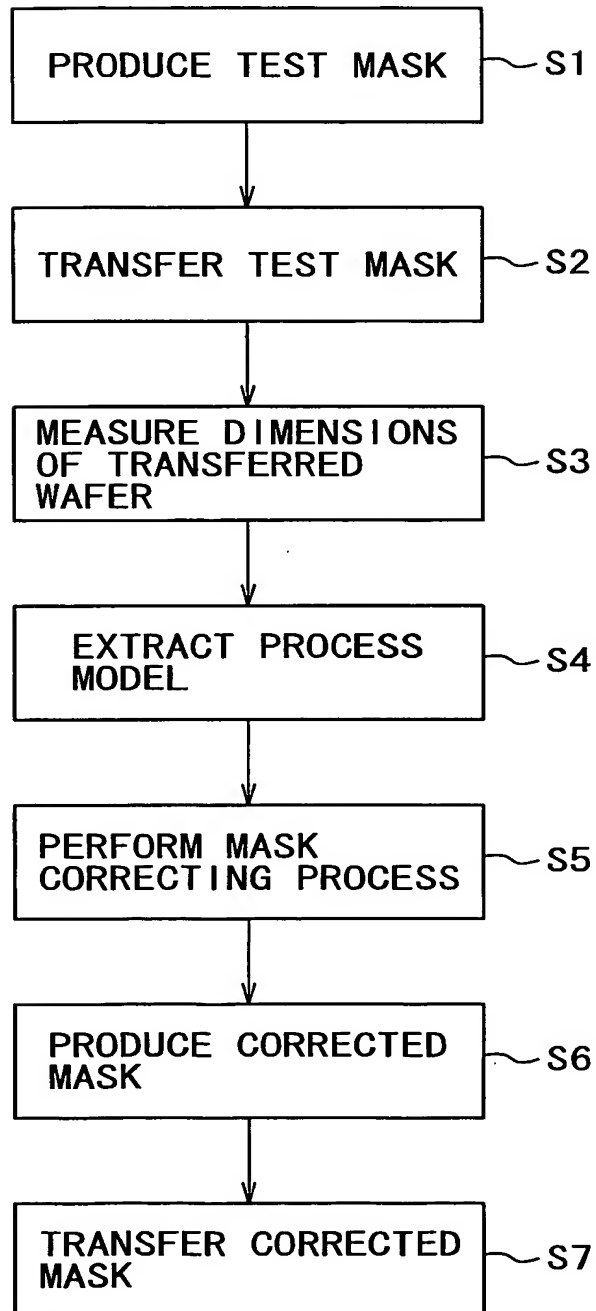 PRODUCE TEST MASK
S1
TRANSFER TEST MASK
S2
MEASURE DIMENSIONS
OF TRANSFERRED
WAFER
S3
EXTRACT PROCESS
MODEL
S4
PERFORM MASK
CORRECTING PROCESS
S5
PRODUCE CORRECTED
MASK
S6
TRANSFER CORRECTED
MASK
S7